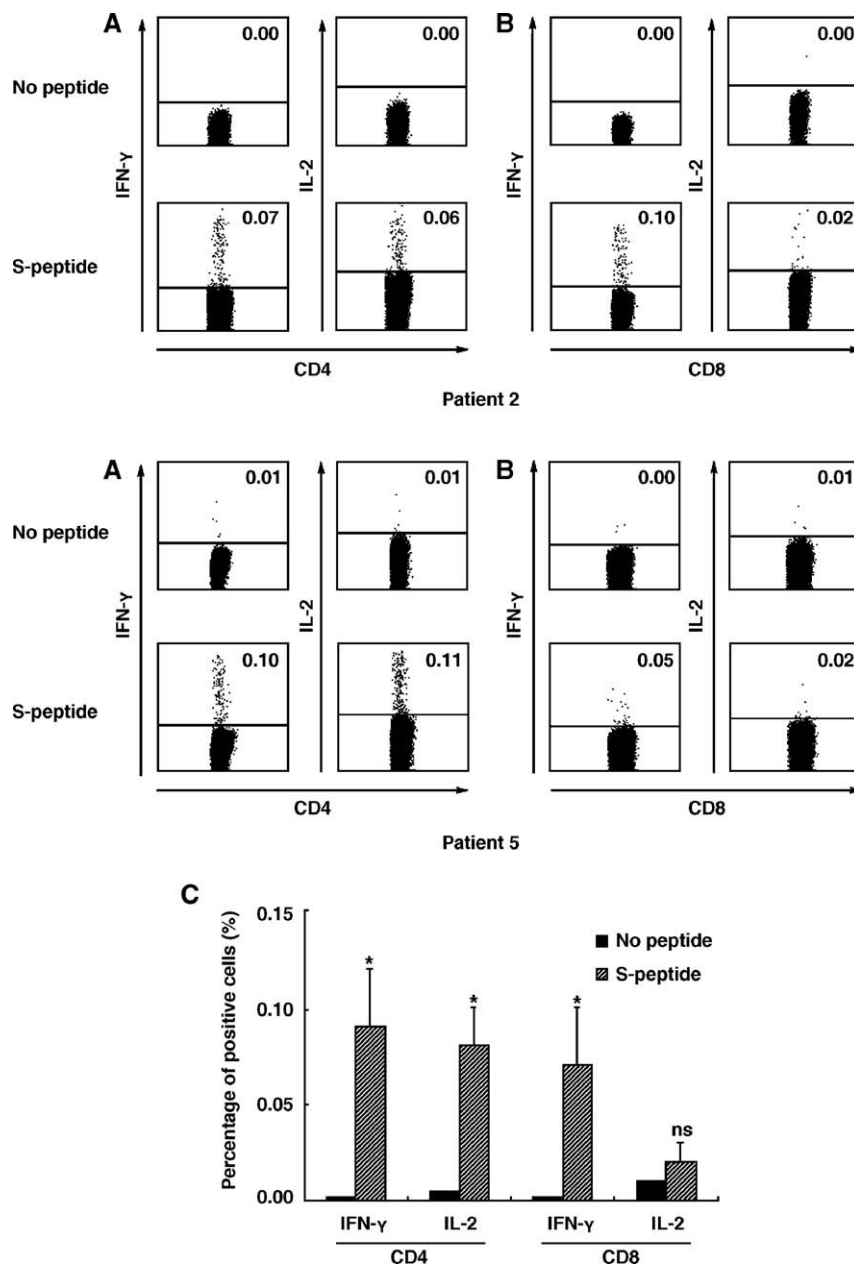 A B
0.00 0.00 0.00 0.00
No peptide
IFN-γ IL-2 IFN-γ IL-2
0.07 0.06 0.10 0.02
S-peptide
CD4 CD8
Patient 2
A B
0.01 0.01 0.00 0.01
No peptide
IFN-γ IL-2 IFN-γ IL-2
0.10 0.11 0.05 0.02
S-peptide
CD4 CD8
Patient 5
C
Percentage of positive cells (%)
0.15
No peptide
S-peptide
* * *
0.10
0.05
ns
0.00
IFN-γ IL-2 IFN-γ IL-2
CD4 CD8